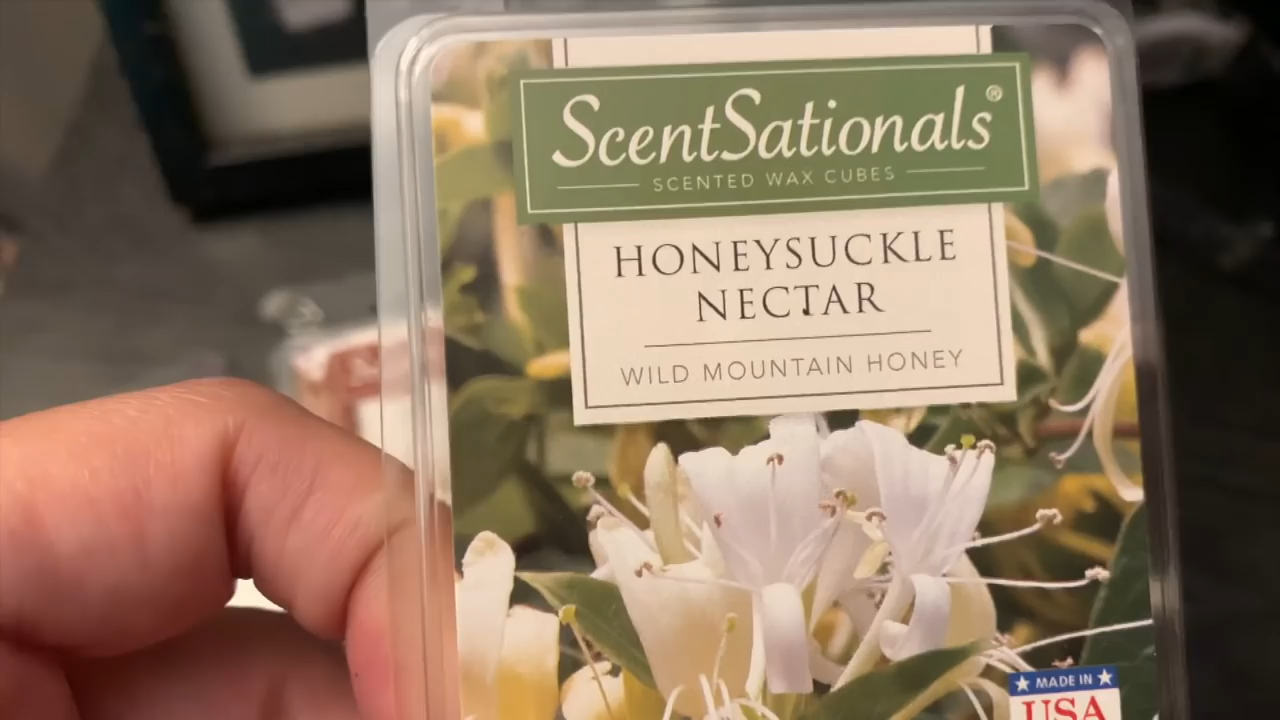 ScentSationals®
SCENTED WAX CUBES
HONEYSUCKLE
NECTAR
WILD MOUNTAIN HONEY
MADE IN
USA